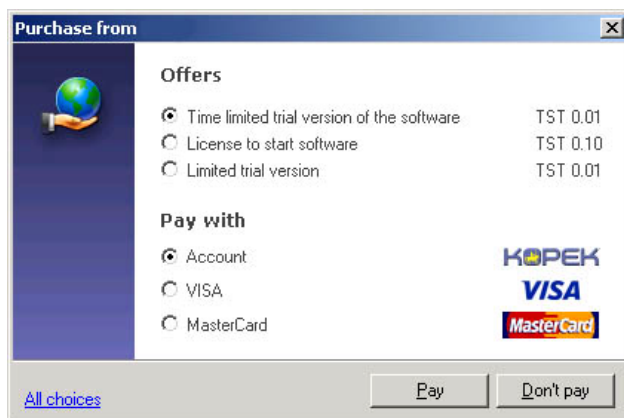 Purchase from
Offers
Time limited trial version of the software TST 0.01
License to start software TST 0.10
Limited trial version TST 0.01
Pay with
Account KOPEK
VISA VISA
MasterCard MasterCard
All choices Pay Don't pay